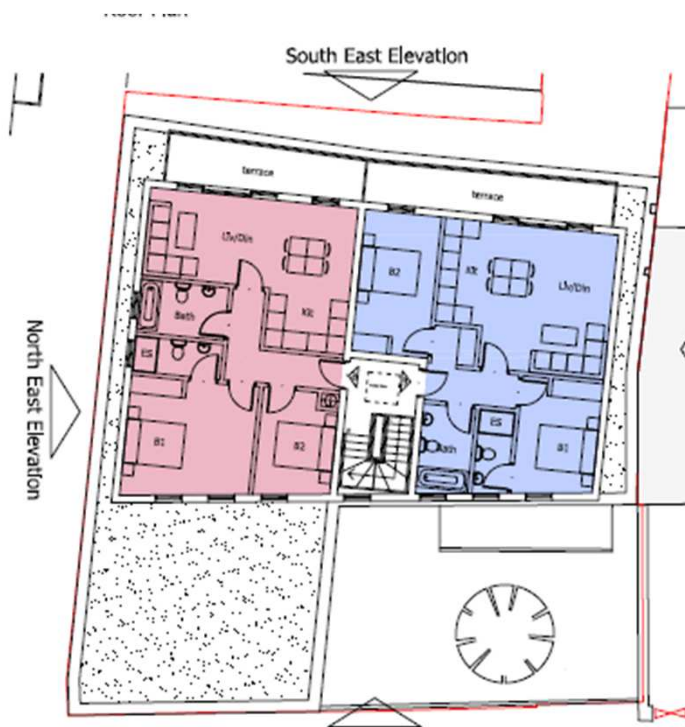 South East Elevation
terrace
terrace
Liv/Din
B2
Kit
Liv/Din
Kit
Bath
ES
B1
B2
Bath
ES
B1
North East Elevation